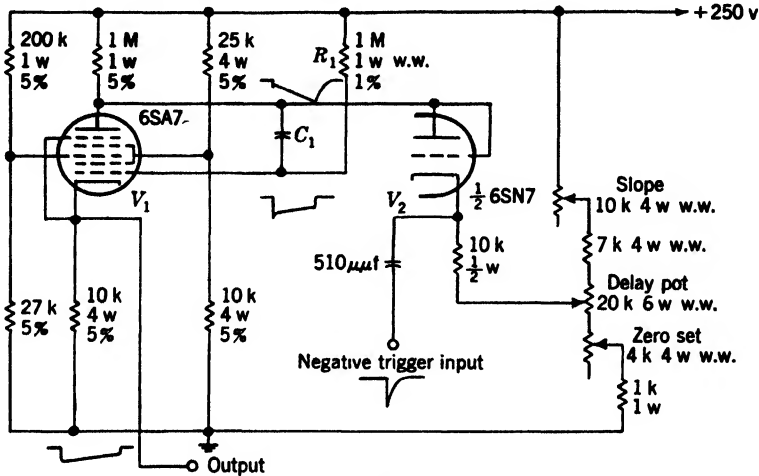 +250 v
200 k
1 w
5%
1 M
1 w
5%
25 k
4 w
5%
R₁
1 M
1 w w.w.
1%
6SA7
C₁
V₁
V₂
½ 6SN7
Slope
10 k 4 w w.w.
7 k 4 w w.w.
510 μμf
10 k
½ w
Delay pot
20 k 6 w w.w.
27 k
5%
10 k
4 w
5%
10 k
4 w
5%
Zero set
4 k 4 w w.w.
Negative trigger input
1 k
1 w
Output